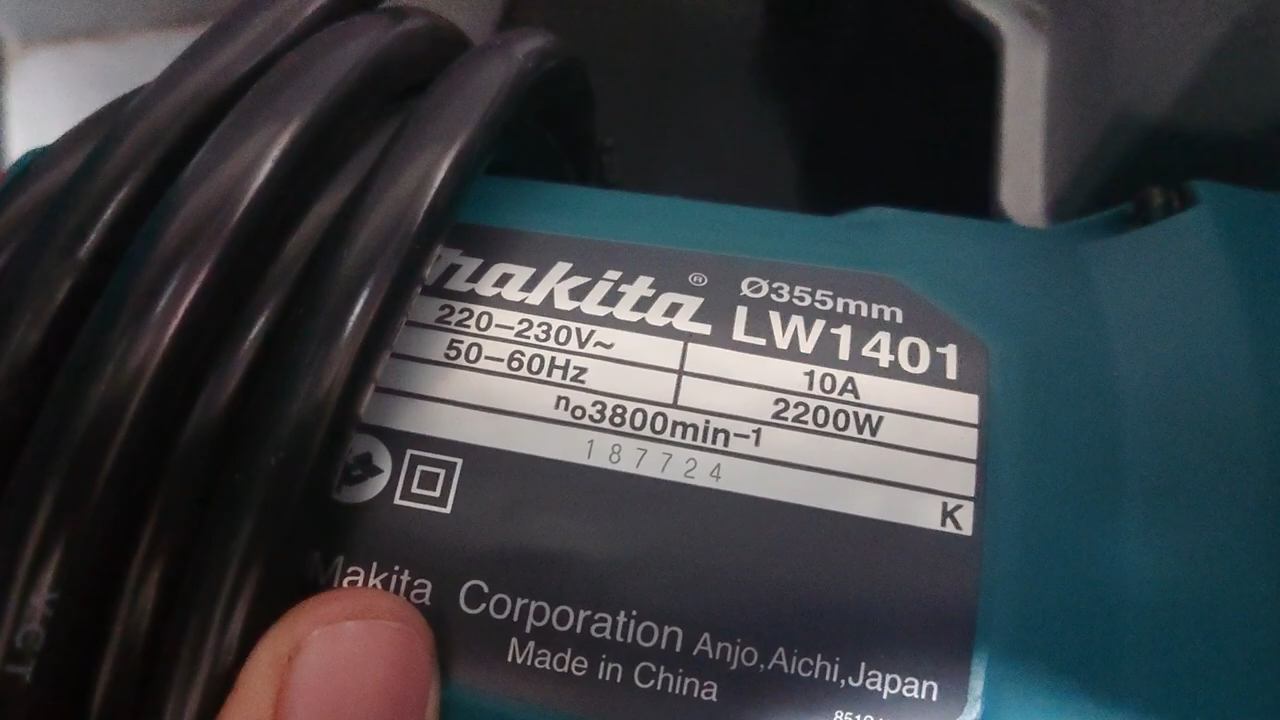 makita® Ø355mm
LW1401
220–230V~ 10A
50–60Hz 2200W
no3800min–1
187724
K
Makita Corporation Anjo,Aichi,Japan
Made in China